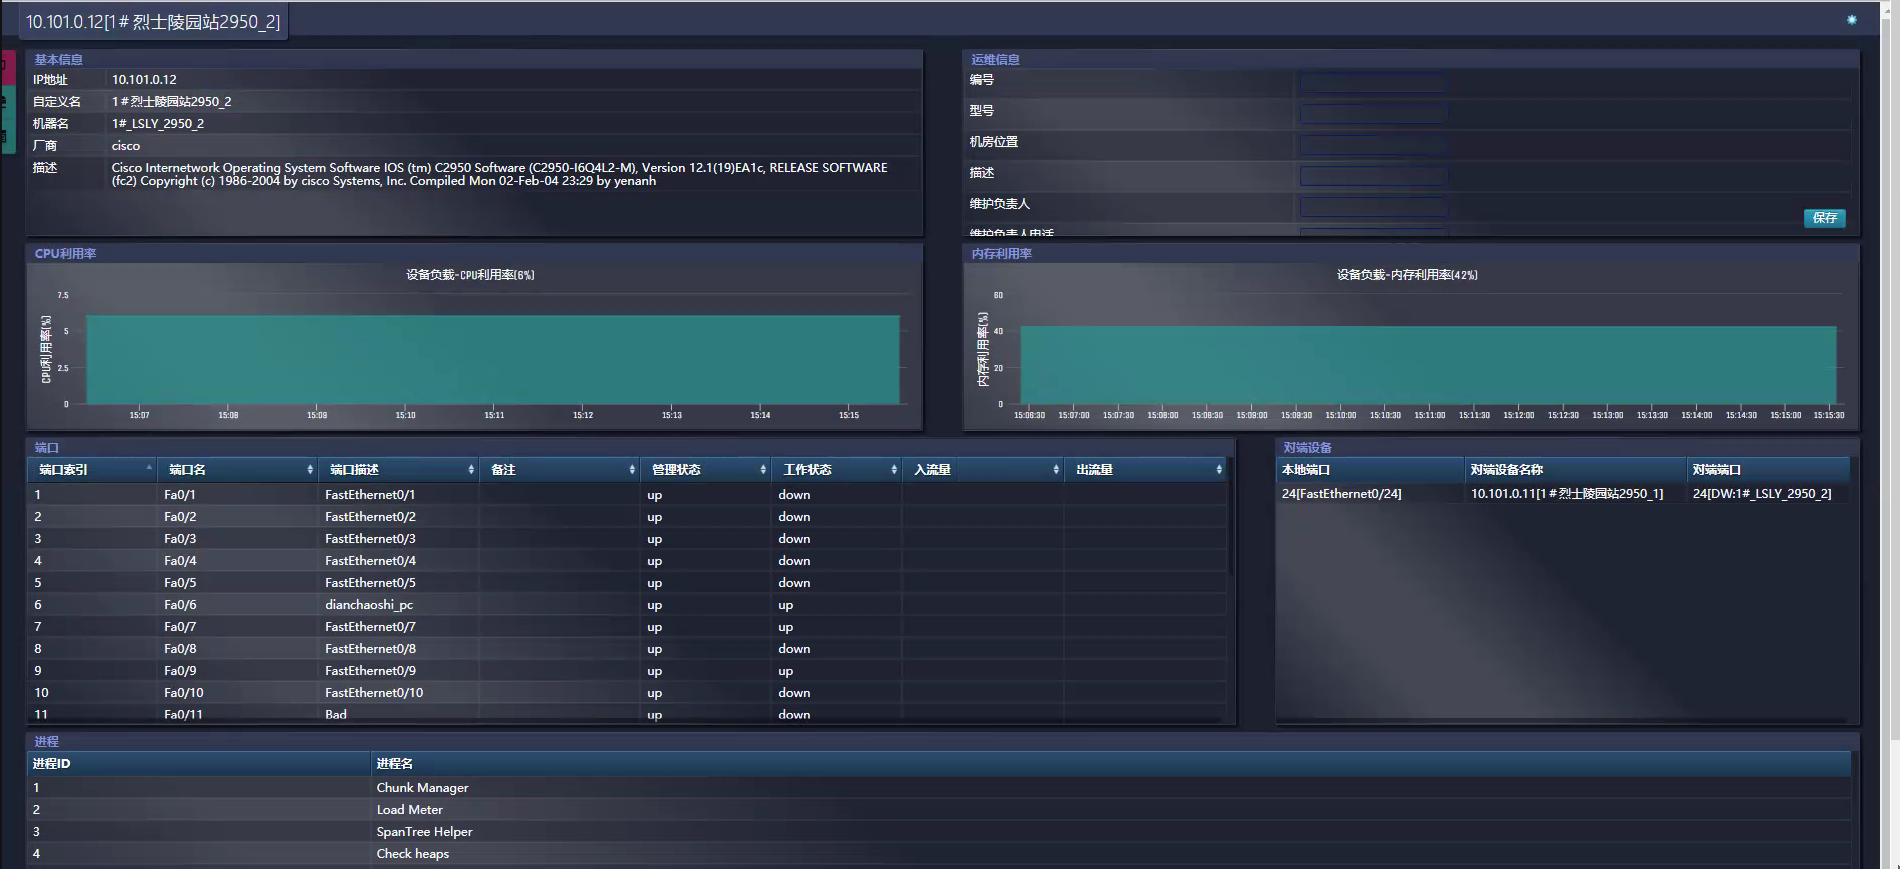 10.101.0.12[1＃烈士陵园站2950_2]
基本信息
IP地址 10.101.0.12
自定义名 1＃烈士陵园站2950_2
机器名 1#_LSLY_2950_2
厂商 cisco
描述 Cisco Internetwork Operating System Software IOS (tm) C2950 Software (C2950-I6Q4L2-M), Version 12.1(19)EA1c, RELEASE SOFTWARE
(fc2) Copyright (c) 1986-2004 by cisco Systems, Inc. Compiled Mon 02-Feb-04 23:29 by yenanh
运维信息
编号
型号
机房位置
描述
维护负责人
保存
维护负责人电话
CPU利用率
设备负载-CPU利用率(6%)
CPU利用率(%)
7.5
5
2.5
0
15:07 15:08 15:09 15:10 15:11 15:12 15:13 15:14 15:15
内存利用率
设备负载-内存利用率(42%)
内存利用率(%)
60
40
20
0
15:06:30 15:07:00 15:07:30 15:08:00 15:08:30 15:09:00 15:09:30 15:10:00 15:10:30 15:11:00 15:11:30 15:12:00 15:12:30 15:13:00 15:13:30 15:14:00 15:14:30 15:15:00 15:15:30
端口
端口索引 端口名 端口描述 备注 管理状态 工作状态 入流量 出流量
1 Fa0/1 FastEthernet0/1 up down
2 Fa0/2 FastEthernet0/2 up down
3 Fa0/3 FastEthernet0/3 up down
4 Fa0/4 FastEthernet0/4 up down
5 Fa0/5 FastEthernet0/5 up down
6 Fa0/6 dianchaoshi_pc up up
7 Fa0/7 FastEthernet0/7 up up
8 Fa0/8 FastEthernet0/8 up down
9 Fa0/9 FastEthernet0/9 up up
10 Fa0/10 FastEthernet0/10 up down
11 Fa0/11 Bad up down
对端设备
本地端口 对端设备名称 对端端口
24[FastEthernet0/24] 10.101.0.11[1＃烈士陵园站2950_1] 24[DW:1#_LSLY_2950_2]
进程
进程ID 进程名
1 Chunk Manager
2 Load Meter
3 SpanTree Helper
4 Check heaps